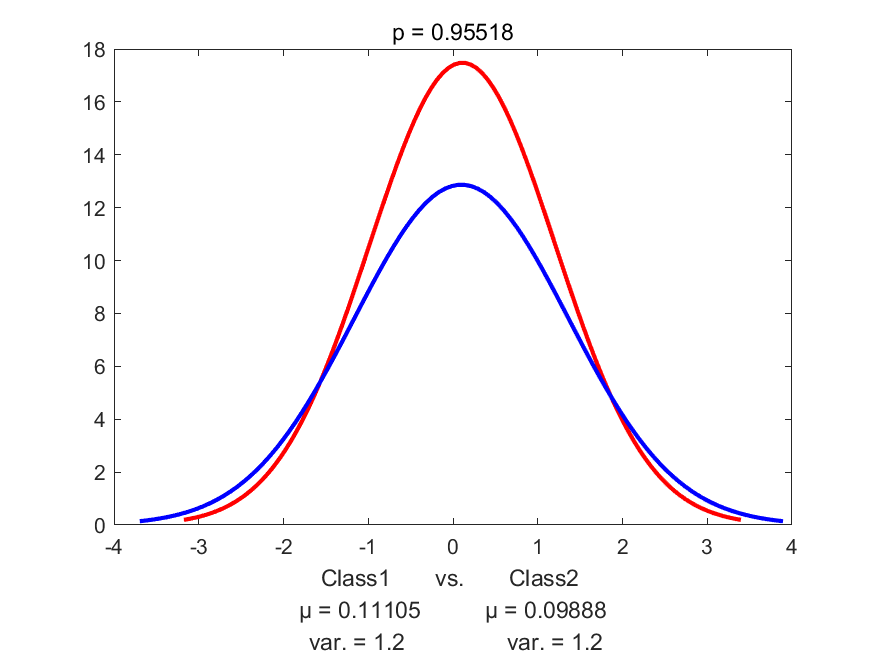 p = 0.95518
18
16
14
12
10
8
6
4
2
0
-4 -3 -2 -1 0 1 2 3 4
Class1 vs. Class2
μ = 0.11105 μ = 0.09888
var. = 1.2 var. = 1.2